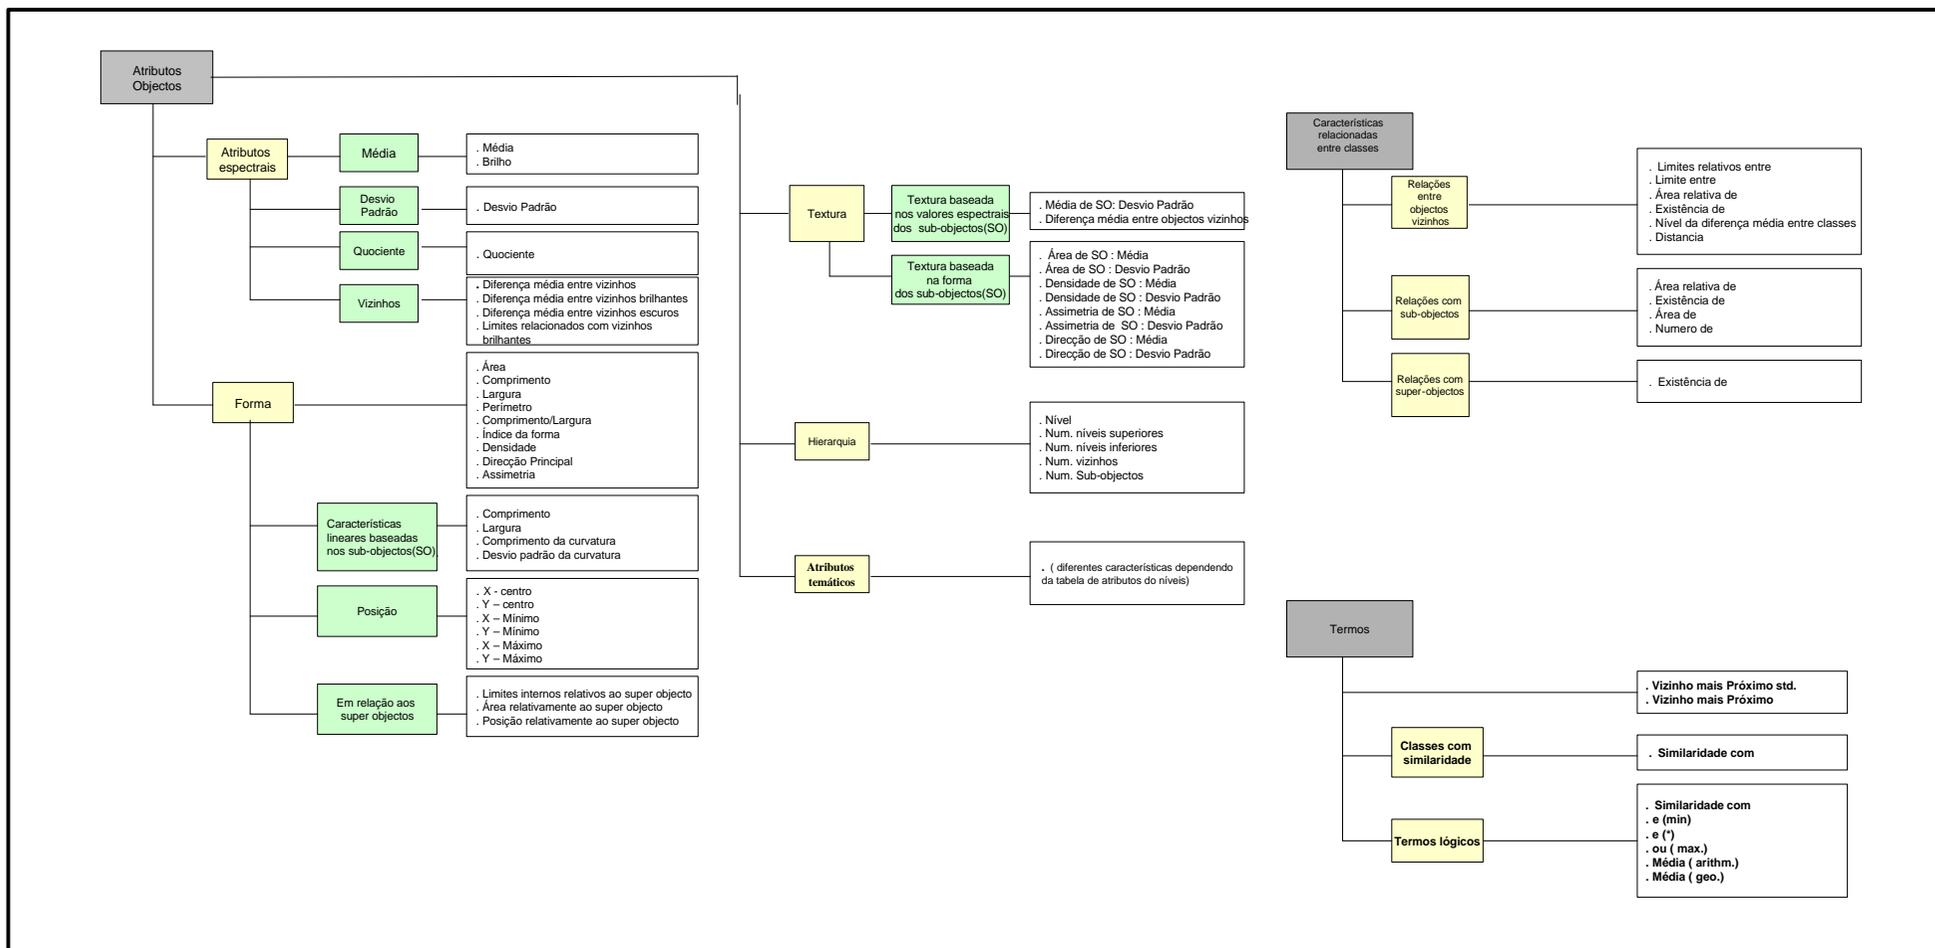 Atributos
Objectos
Atributos
espectrais
Média
. Média
. Brilho
Desvio
Padrão
. Desvio Padrão
Quociente
. Quociente
Vizinhos
. Diferença média entre vizinhos
. Diferença média entre vizinhos brilhantes
. Diferença média entre vizinhos escuros
. Limites relacionados com vizinhos
brilhantes
Forma
. Área
. Comprimento
. Largura
. Perímetro
. Comprimento/Largura
. Índice da forma
. Densidade
. Direcção Principal
. Assimetria
Características
lineares baseadas
nos sub-objectos(SO)
. Comprimento
. Largura
. Comprimento da curvatura
. Desvio padrão da curvatura
Posição
. X - centro
. Y – centro
. X – Mínimo
. Y – Mínimo
. X – Máximo
. Y – Máximo
Em relação aos
super objectos
. Limites internos relativos ao super objecto
. Área relativamente ao super objecto
. Posição relativamente ao super objecto
Textura
Textura baseada
nos valores espectrais
dos sub-objectos(SO)
. Média de SO: Desvio Padrão
. Diferença média entre objectos vizinhos
Textura baseada
na forma
dos sub-objectos(SO)
. Área de SO : Média
. Área de SO : Desvio Padrão
. Densidade de SO : Média
. Densidade de SO : Desvio Padrão
. Assimetria de SO : Média
. Assimetria de SO : Desvio Padrão
. Direcção de SO : Média
. Direcção de SO : Desvio Padrão
Hierarquia
. Nível
. Num. níveis superiores
. Num. níveis inferiores
. Num. vizinhos
. Num. Sub-objectos
Atributos
temáticos
. ( diferentes características dependendo
da tabela de atributos do níveis)
Características
relacionadas
entre classes
Relações
entre
objectos
vizinhos
. Limites relativos entre
. Limite entre
. Área relativa de
. Existência de
. Nível da diferença média entre classes
. Distancia
Relações com
sub-objectos
. Área relativa de
. Existência de
. Área de
. Numero de
Relações com
super-objectos
. Existência de
Termos
. Vizinho mais Próximo std.
. Vizinho mais Próximo
Classes com
similaridade
. Similaridade com
Termos lógicos
. Similaridade com
. e (min)
. e (*)
. ou ( max.)
. Média ( arithm.)
. Média ( geo.)